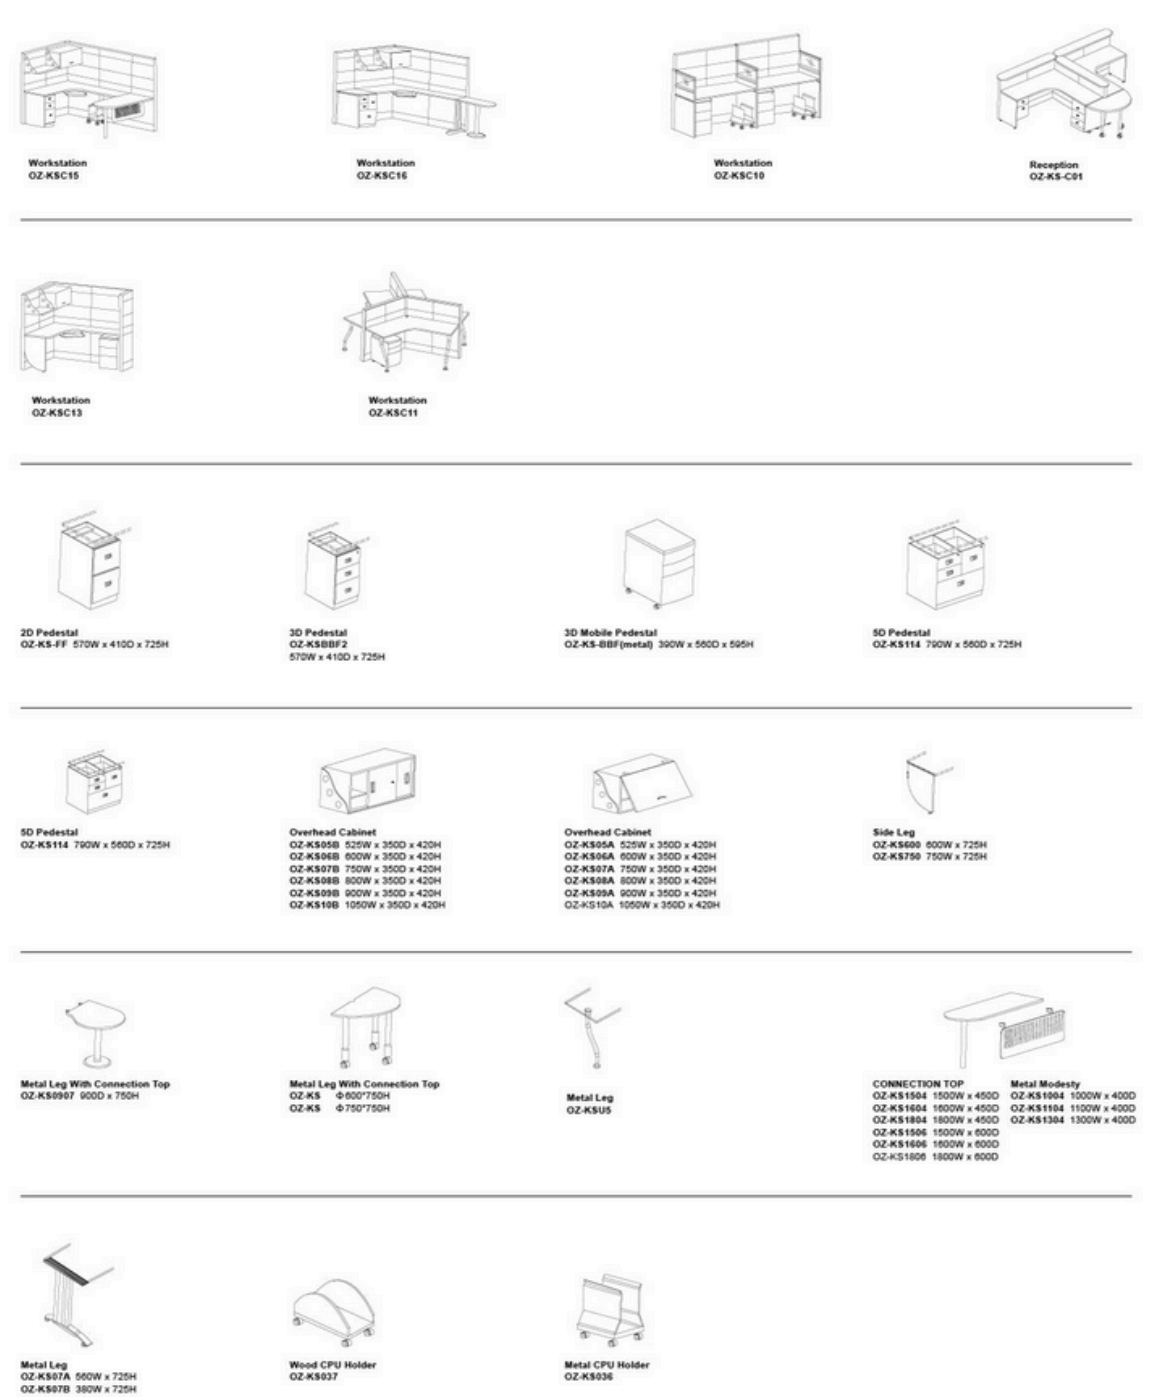 Workstation
OZ-KSC15
Workstation
OZ-KSC16
Workstation
OZ-KSC10
Reception
OZ-KS-C01
Workstation
OZ-KSC13
Workstation
OZ-KSC11
2D Pedestal
OZ-KS-FF 570W x 410D x 725H
3D Pedestal
OZ-KSBBF2
570W x 410D x 725H
3D Mobile Pedestal
OZ-KS-BBF(metal) 390W x 560D x 595H
5D Pedestal
OZ-KS114 790W x 560D x 725H
5D Pedestal
OZ-KS114 790W x 560D x 725H
Overhead Cabinet
OZ-KS05B 525W x 350D x 420H
OZ-KS06B 600W x 350D x 420H
OZ-KS07B 750W x 350D x 420H
OZ-KS08B 800W x 350D x 420H
OZ-KS09B 900W x 350D x 420H
OZ-KS10B 1050W x 350D x 420H
Overhead Cabinet
OZ-KS05A 525W x 350D x 420H
OZ-KS06A 600W x 350D x 420H
OZ-KS07A 750W x 350D x 420H
OZ-KS08A 800W x 350D x 420H
OZ-KS09A 900W x 350D x 420H
OZ-KS10A 1050W x 350D x 420H
Side Leg
OZ-KS600 600W x 725H
OZ-KS750 750W x 725H
Metal Leg With Connection Top
OZ-KS0907 900D x 750H
Metal Leg With Connection Top
OZ-KS Φ600*750H
OZ-KS Φ750*750H
Metal Leg
OZ-KSU5
CONNECTION TOP
OZ-KS1504 1500W x 450D
OZ-KS1604 1600W x 450D
OZ-KS1804 1800W x 450D
OZ-KS1506 1500W x 600D
OZ-KS1606 1600W x 600D
OZ-KS1806 1800W x 600D
Metal Modesty
OZ-KS1004 1000W x 400D
OZ-KS1104 1100W x 400D
OZ-KS1304 1300W x 400D
Metal Leg
OZ-KS07A 560W x 725H
OZ-KS07B 380W x 725H
Wood CPU Holder
OZ-KS037
Metal CPU Holder
OZ-KS036